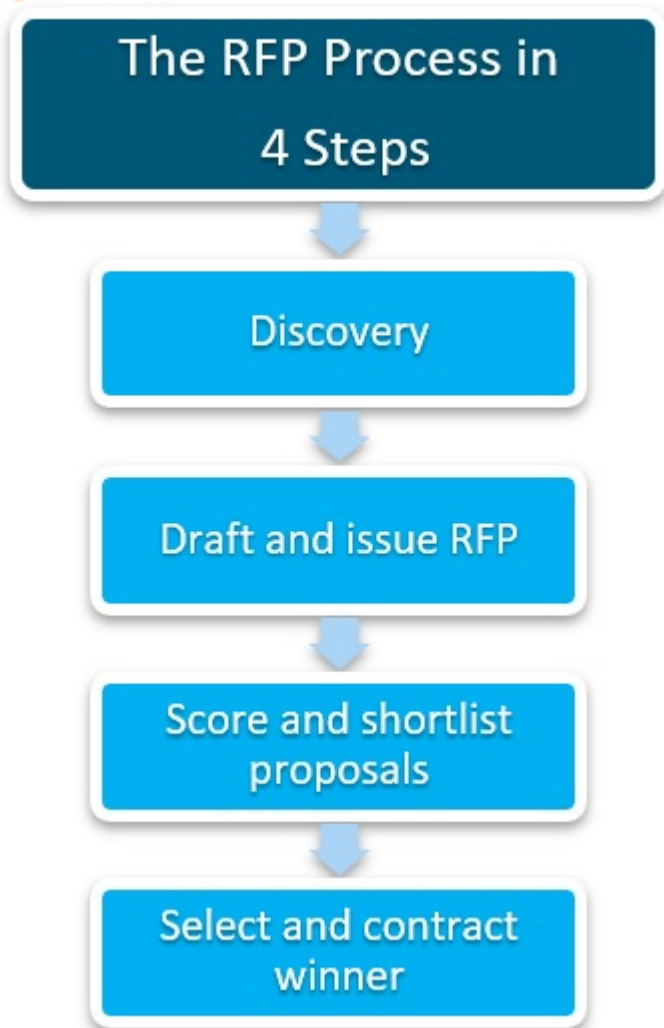 The RFP Process in
4 Steps
Discovery
Draft and issue RFP
Score and shortlist
proposals
Select and contract
winner